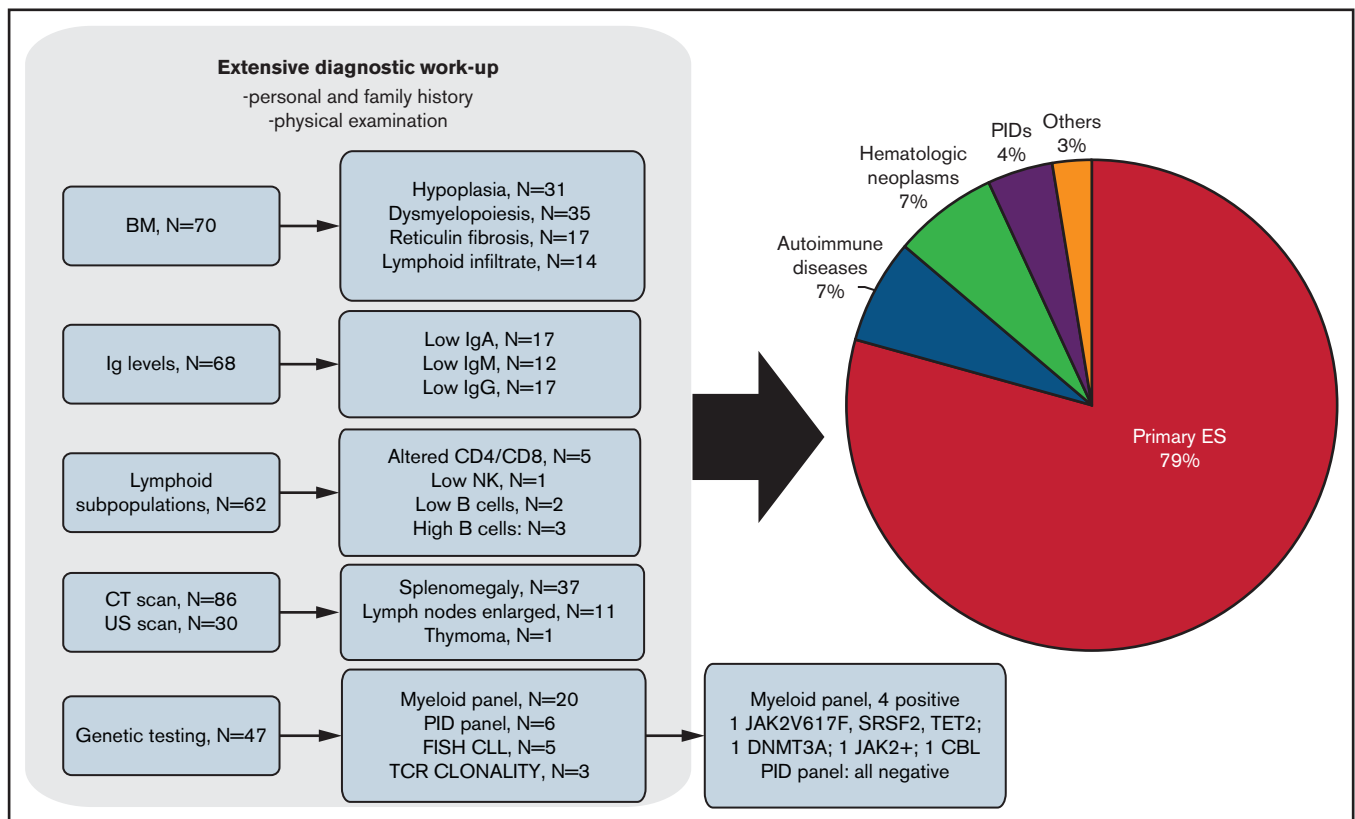 Extensive diagnostic work-up
-personal and family history
-physical examination
BM, N=70
Hypoplasia, N=31
Dysmyelopoiesis, N=35
Reticulin fibrosis, N=17
Lymphoid infiltrate, N=14
Ig levels, N=68
Low IgA, N=17
Low IgM, N=12
Low IgG, N=17
Lymphoid
subpopulations, N=62
Altered CD4/CD8, N=5
Low NK, N=1
Low B cells, N=2
High B cells: N=3
CT scan, N=86
US scan, N=30
Splenomegaly, N=37
Lymph nodes enlarged, N=11
Thymoma, N=1
Genetic testing, N=47
Myeloid panel, N=20
PID panel, N=6
FISH CLL, N=5
TCR CLONALITY, N=3
Myeloid panel, 4 positive
1 JAK2V617F, SRSF2, TET2;
1 DNMT3A; 1 JAK2+; 1 CBL
PID panel: all negative
Autoimmune
diseases
7%
Hematologic
neoplasms
7%
PIDs
4%
Others
3%
Primary ES
79%